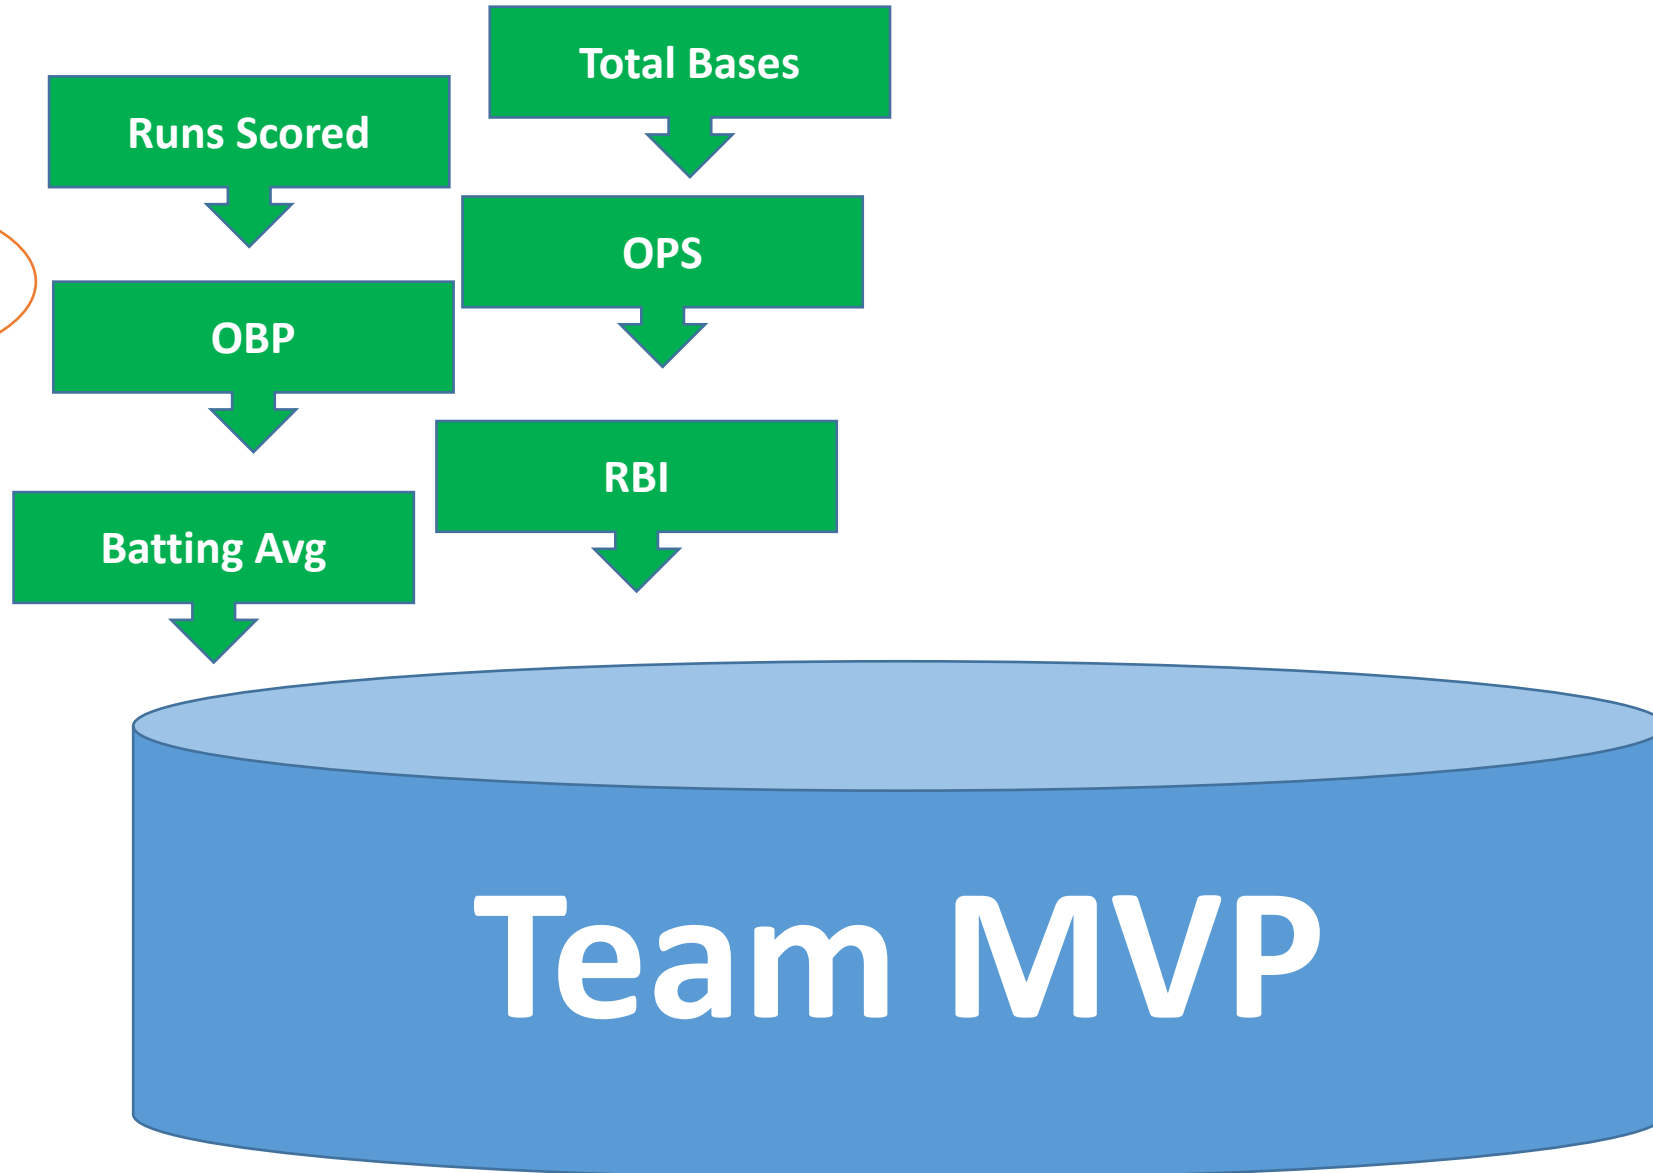 Total Bases
Runs Scored
OPS
OBP
RBI
Batting Avg
Team MVP